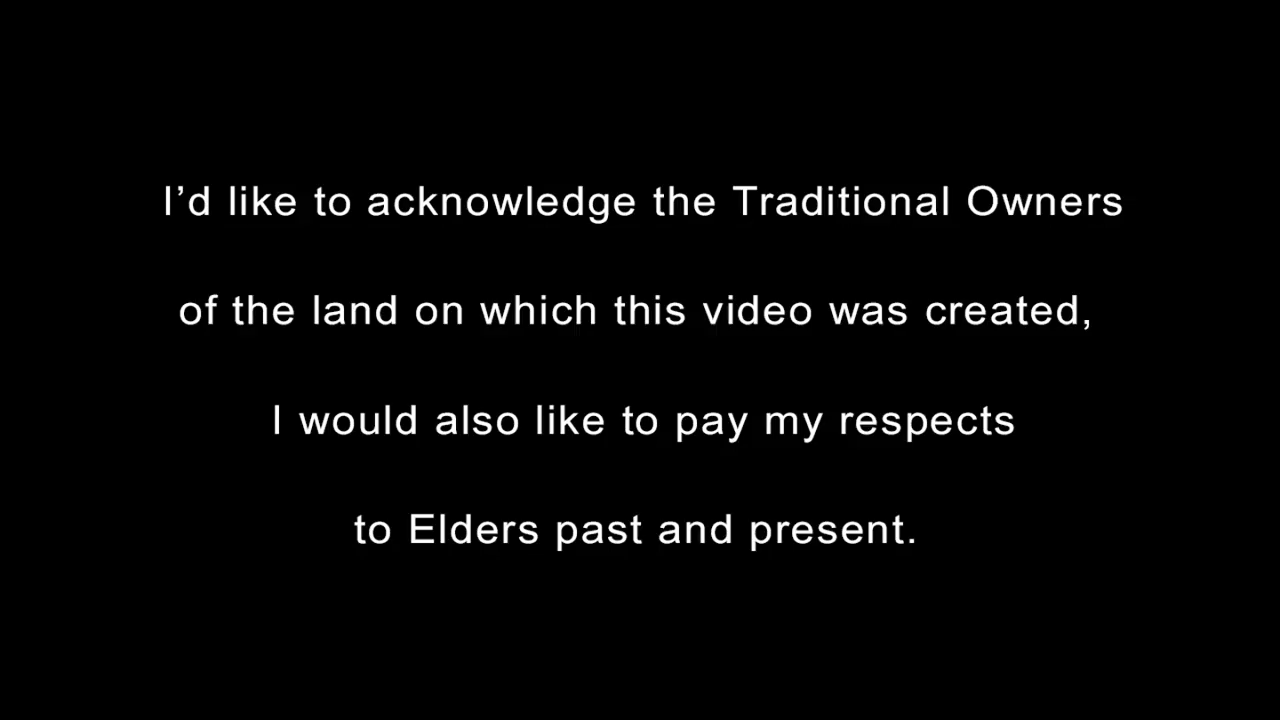 I’d like to acknowledge the Traditional Owners
of the land on which this video was created,
I would also like to pay my respects
to Elders past and present.